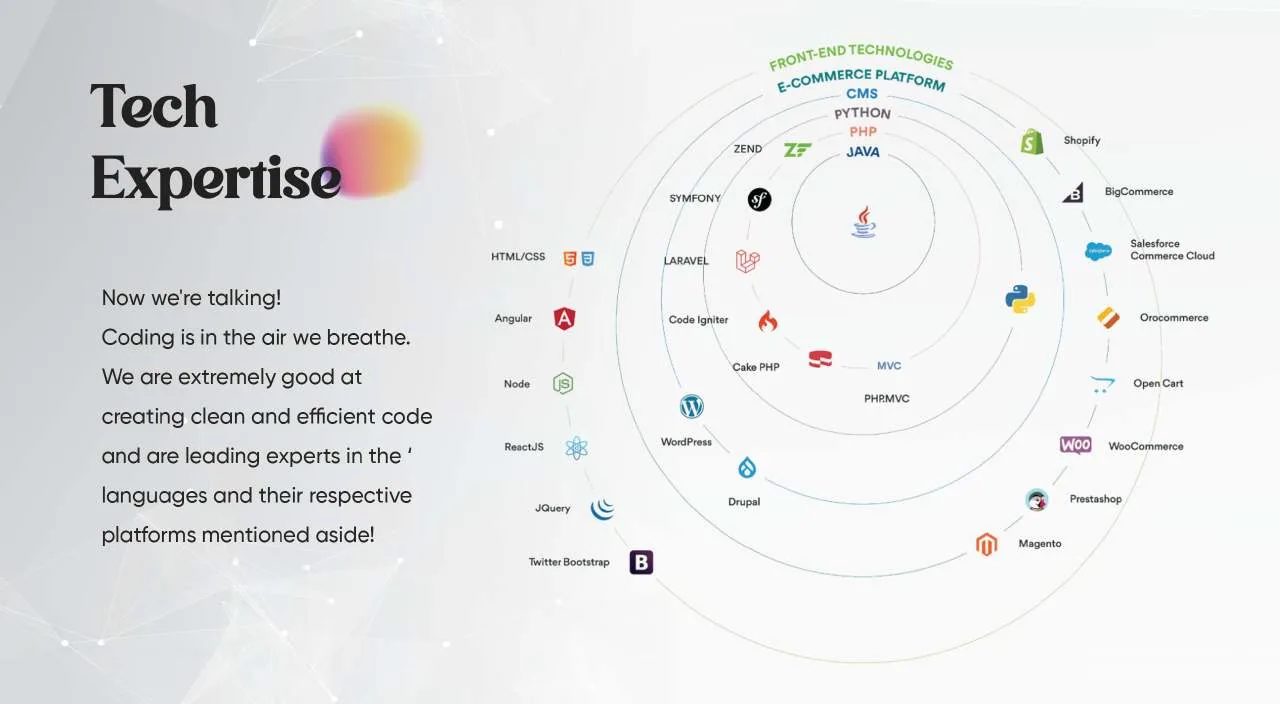 Tech
Expertise
Now we're talking!
Coding is in the air we breathe.
We are extremely good at
creating clean and efficient code
and are leading experts in the ‘
languages and their respective
platforms mentioned aside!
FRONT-END TECHNOLOGIES
E-COMMERCE PLATFORM
CMS
PYTHON
PHP
JAVA
ZEND
SYMFONY
sf
LARAVEL
Code Igniter
Cake PHP
MVC
PHP.MVC
WordPress
Drupal
HTML/CSS
Angular
Node
ReactJS
JQuery
Twitter Bootstrap
B
Shopify
BigCommerce
Salesforce
Commerce Cloud
salesforce
Orocommerce
Open Cart
WOO
WooCommerce
Prestashop
Magento